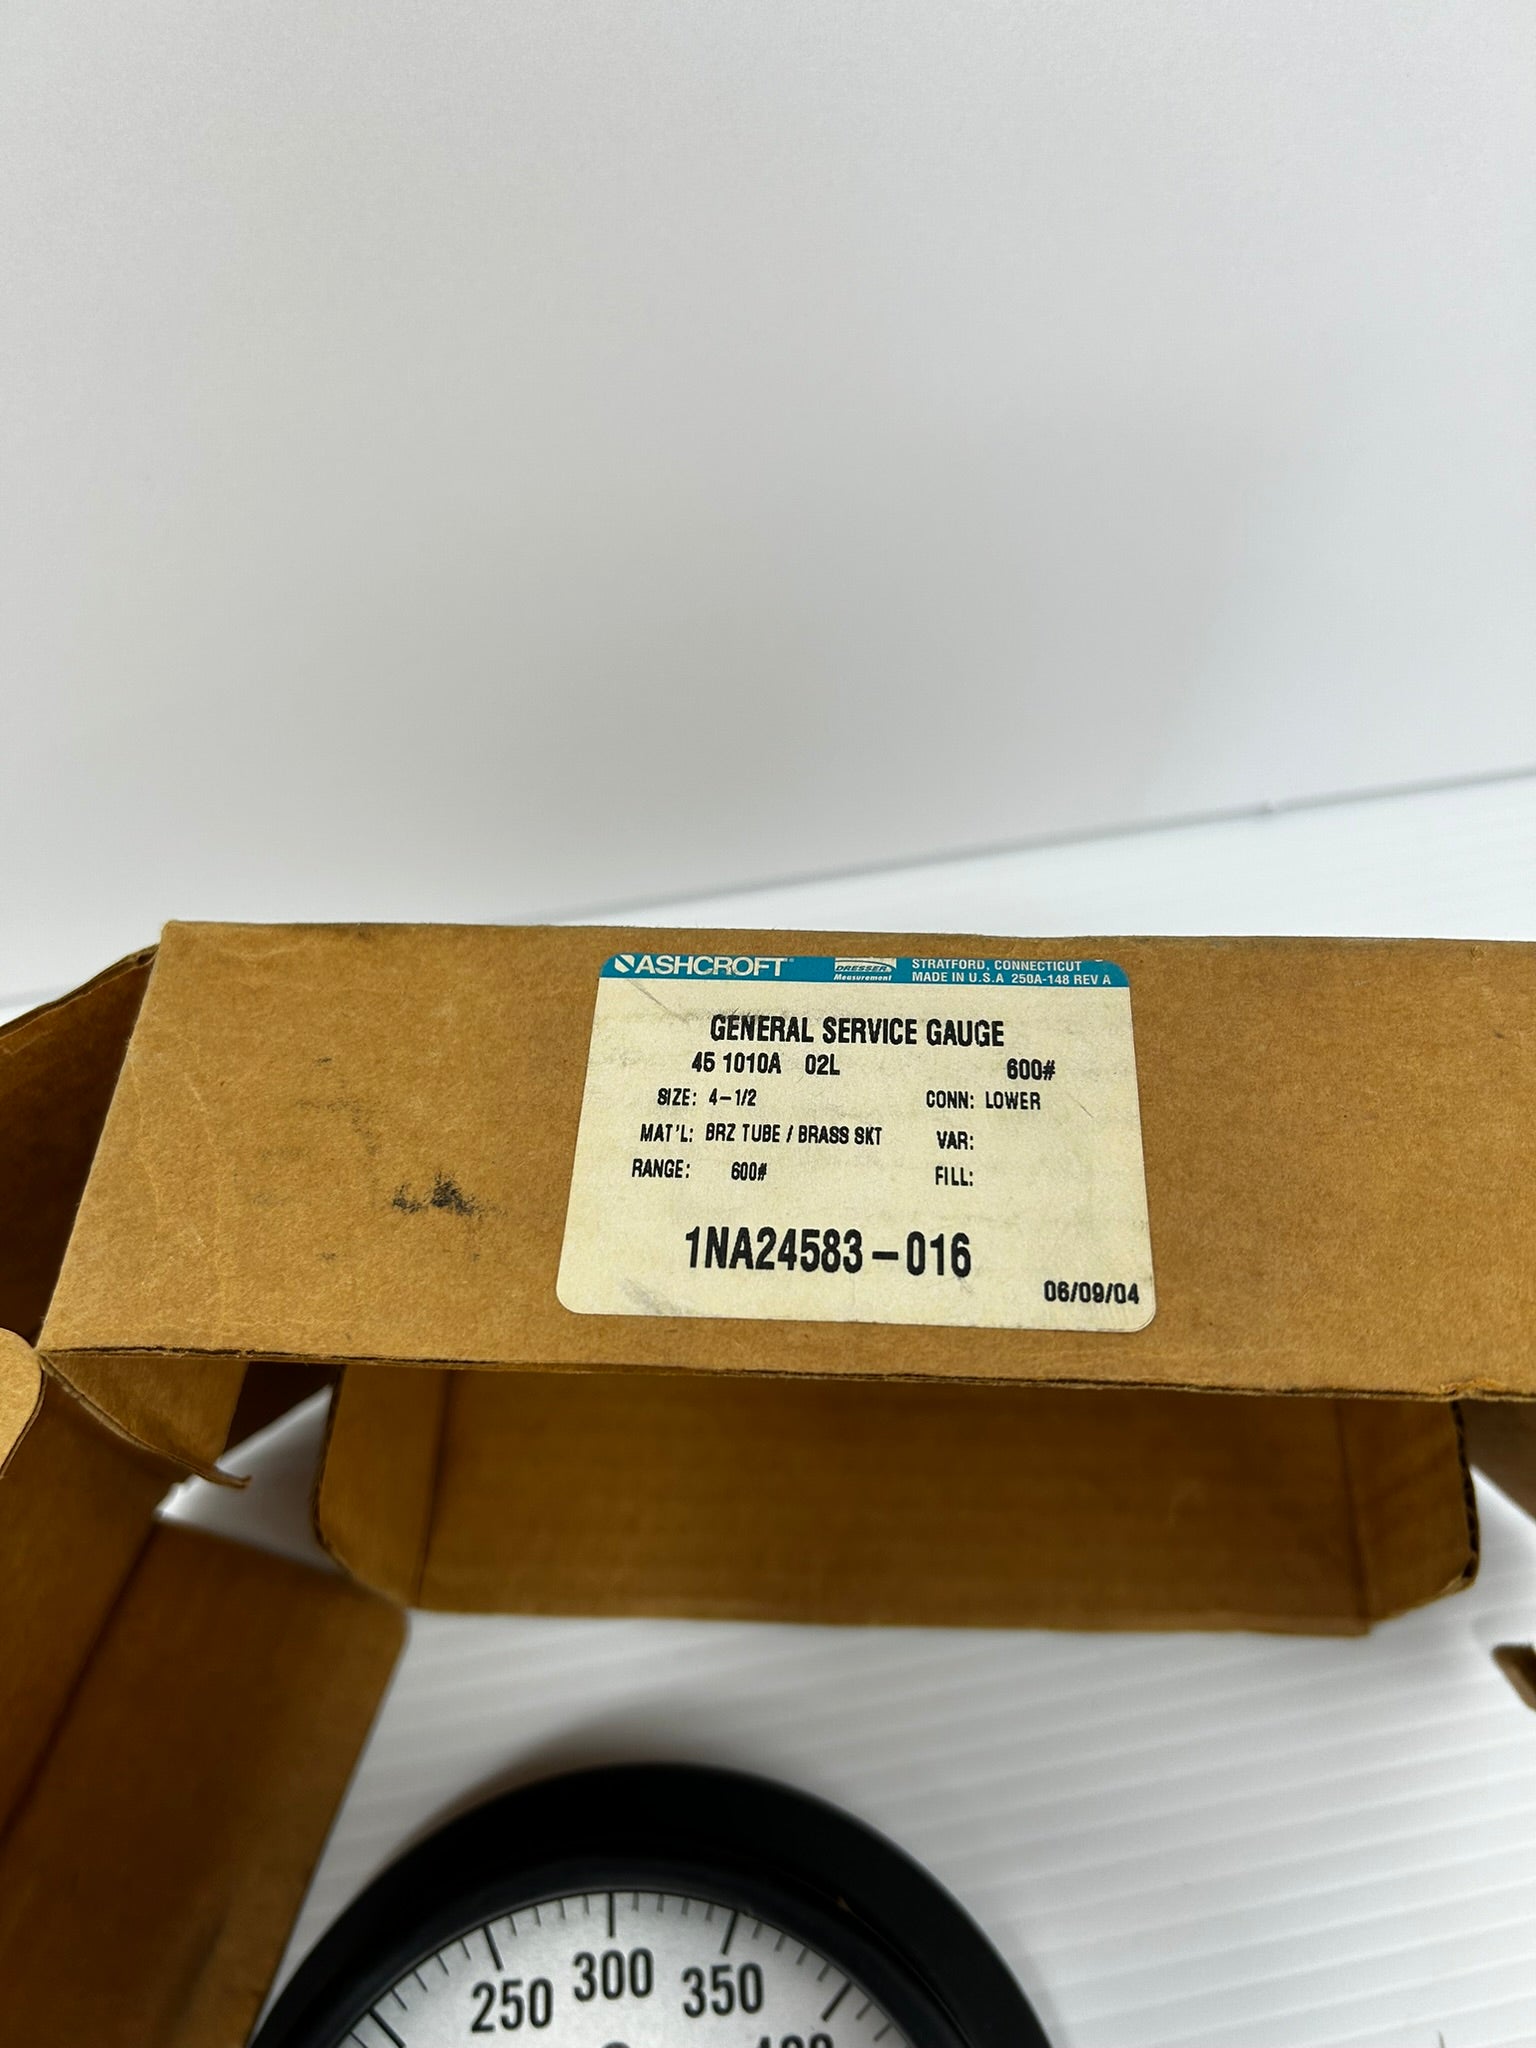 ASHCROFT®
DRESSER
Measurement
STRATFORD, CONNECTICUT
MADE IN U.S.A 250A-148 REV A
GENERAL SERVICE GAUGE
45 1010A 02L 600#
SIZE: 4-1/2 CONN: LOWER
MAT'L: BRZ TUBE / BRASS SKT VAR:
RANGE: 600# FILL:
1NA24583-016
06/09/04
250 300 350
400